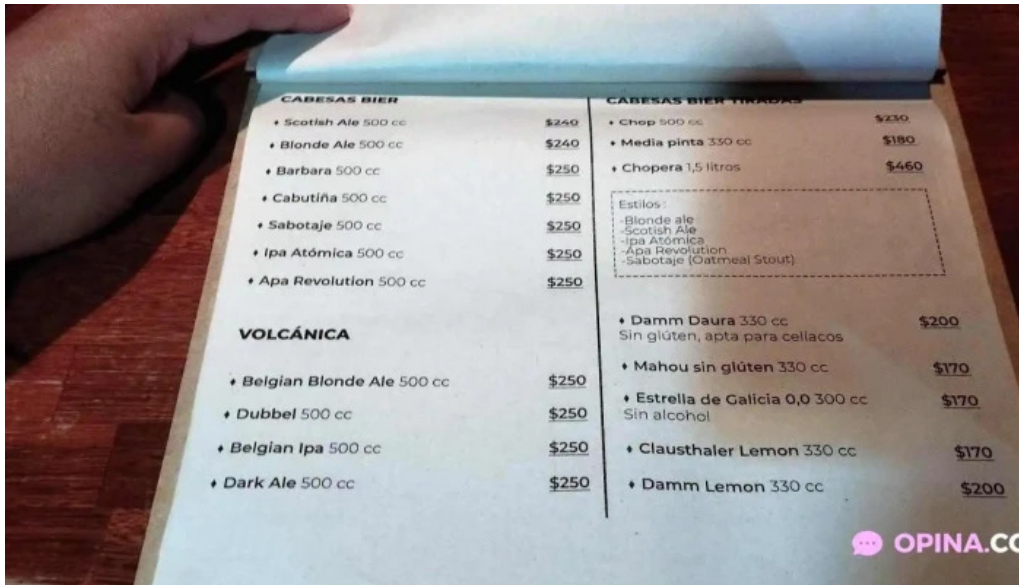 CABESAS BIER
♦ Scotish Ale 500 cc $240
♦ Blonde Ale 500 cc $240
♦ Barbara 500 cc $250
♦ Cabutiña 500 cc $250
♦ Sabotaje 500 cc $250
♦ Ipa Atómica 500 cc $250
♦ Apa Revolution 500 cc $250
VOLCÁNICA
♦ Belgian Blonde Ale 500 cc $250
♦ Dubbel 500 cc $250
♦ Belgian Ipa 500 cc $250
♦ Dark Ale 500 cc $250
CABESAS BIER TIRADAS
♦ Chop 500 cc $230
♦ Media pinta 330 cc $180
♦ Chopera 1,5 litros $460
Estilos :
-Blonde ale
-Scotish Ale
-Ipa Atómica
-Apa Revolution
-Sabotaje (Oatmeal Stout)
♦ Damm Daura 330 cc $200
Sin glúten, apta para celíacos
♦ Mahou sin glúten 330 cc $170
♦ Estrella de Galicia 0,0 300 cc $170
Sin alcohol
♦ Clausthaler Lemon 330 cc $170
♦ Damm Lemon 330 cc $200
OPINA.CO